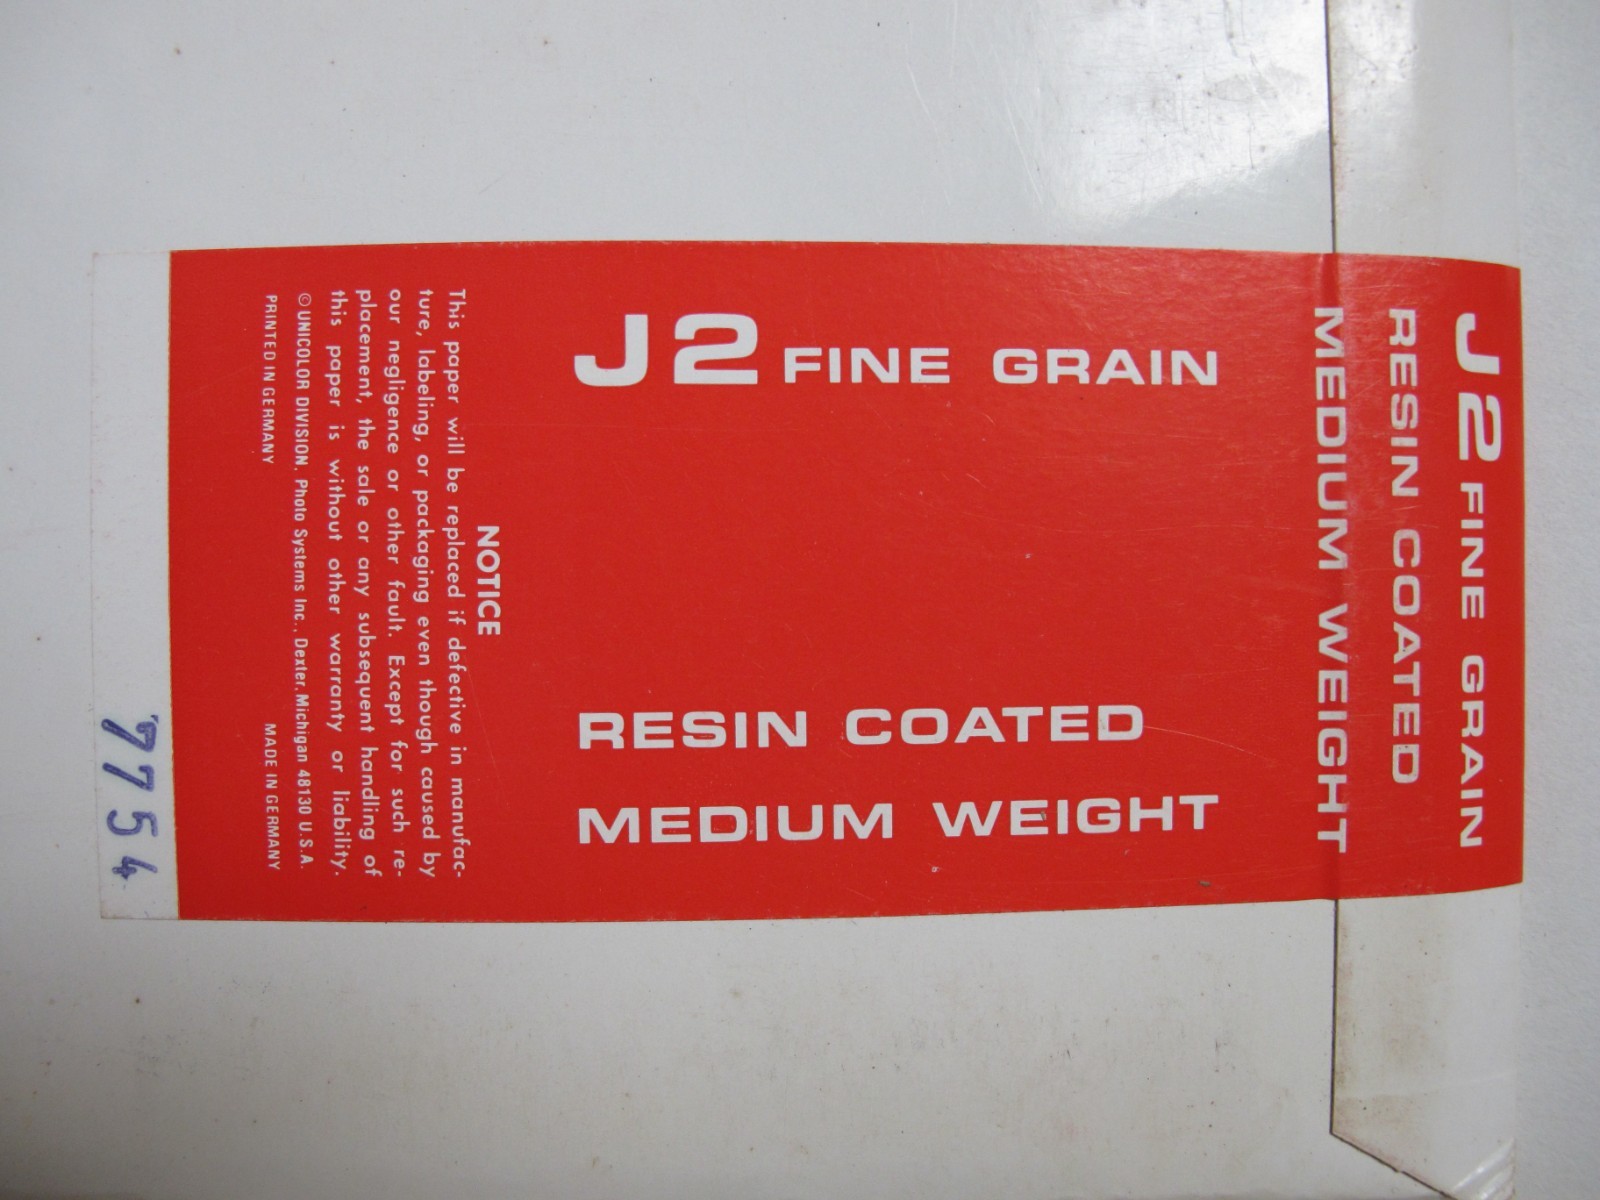 J2 FINE GRAIN
RESIN COATED
MEDIUM WEIGHT
J2 FINE GRAIN
RESIN COATED
MEDIUM WEIGHT
NOTICE
This paper will be replaced if defective in manufac-
ture, labeling, or packaging even though caused by
our negligence or other fault. Except for such re-
placement, the sale or any subsequent handling of
this paper is without other warranty or liability.
©UNICOLOR DIVISION, Photo Systems Inc., Dexter, Michigan 48130 U.S.A.
PRINTED IN GERMANY MADE IN GERMANY
7754